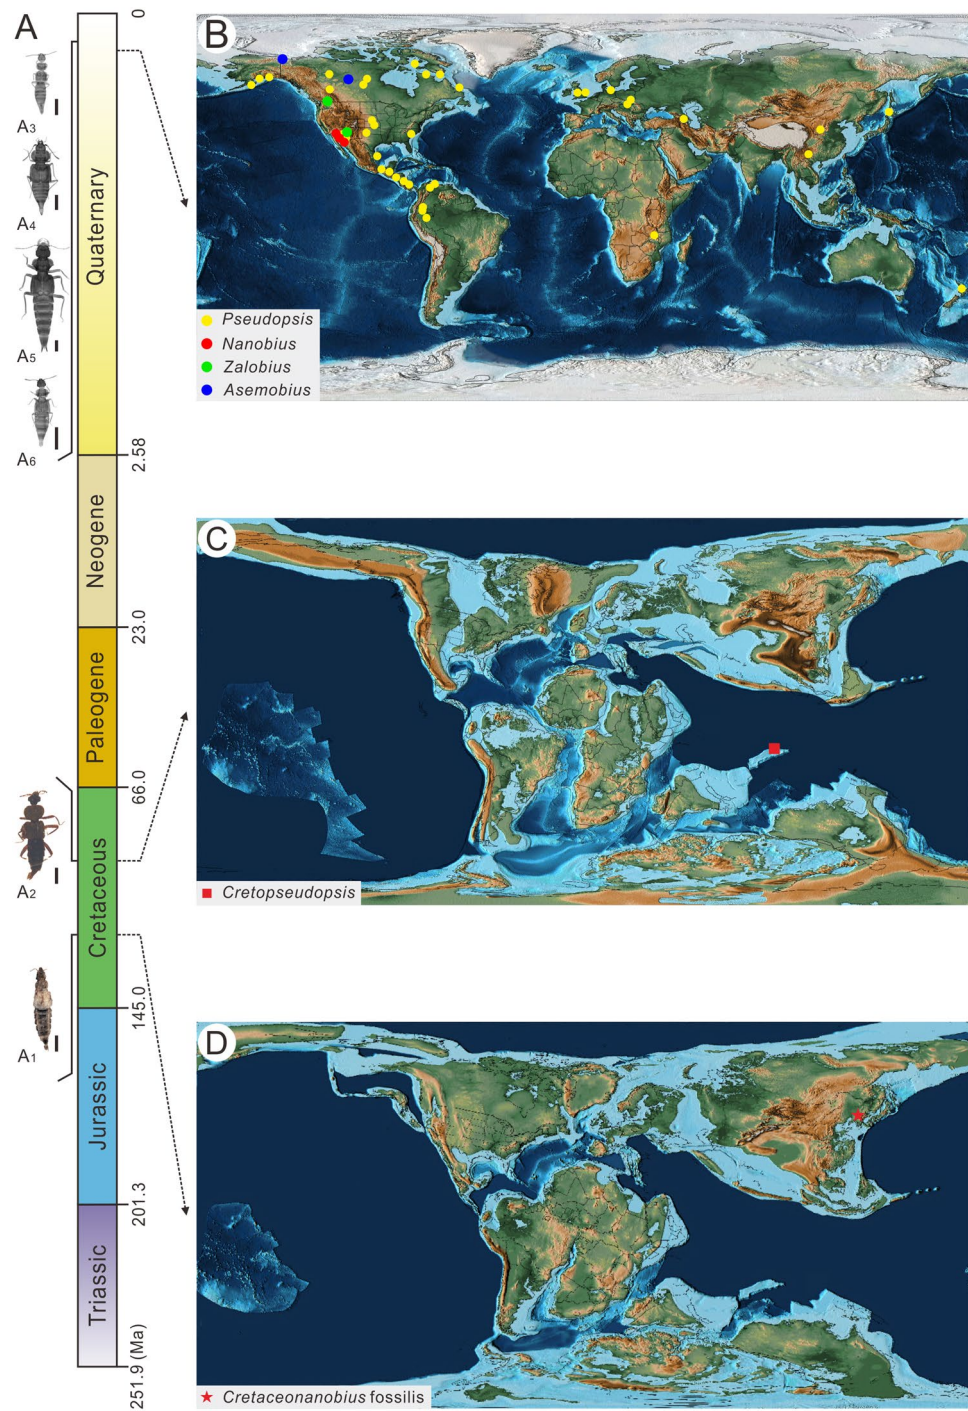 A
0
A3
A4
A5
A6
Quaternary
2.58
Neogene
23.0
Paleogene
66.0
A2
Cretaceous
A1
145.0
Jurassic
201.3
Triassic
251.9 (Ma)
B
Pseudopsis
Nanobius
Zalobius
Asemobius
C
Cretopseudopsis
D
Cretaceonanobius fossilis